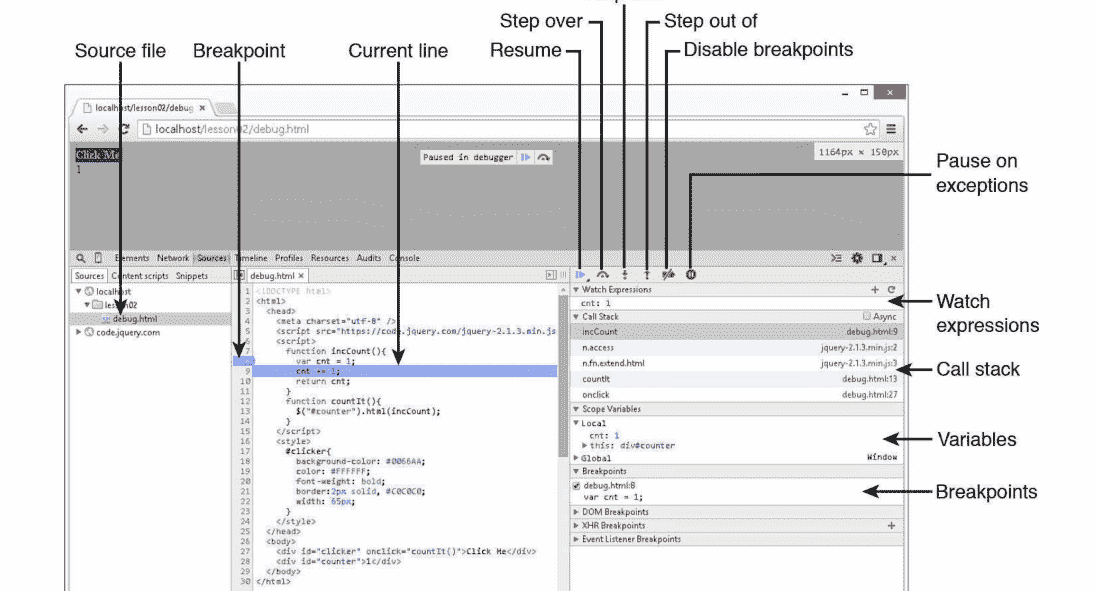 Step over
Step out of
Source file
Breakpoint
Current line
Resume
Disable breakpoints
localhost/lesson02/debug
localhost/lesson02/debug.html
Click Me
1
Paused in debugger
1164px × 150px
Pause on
exceptions
Elements Network Sources Timeline Profiles Resources Audits Console
Sources Content scripts Snippets
debug.html ×
localhost
lesson02
debug.html
code.jquery.com
1 <!DOCTYPE html>
2 <html>
3 <head>
4 <meta charset="utf-8" />
5 <script src="https://code.jquery.com/jquery-2.1.3.min.js
6 <script>
7 function incCount(){
8 var cnt = 1;
9 cnt += 1;
10 return cnt;
11 }
12 function countIt(){
13 $("#counter").html(incCount);
14 }
15 </script>
16 <style>
17 #clicker{
18 background-color: #0066AA;
19 color: #FFFFFF;
20 font-weight: bold;
21 border:2px solid, #C0C0C0;
22 width: 65px;
23 }
24 </style>
25 </head>
26 <body>
27 <div id="clicker" onclick="countIt()">Click Me</div>
28 <div id="counter">1</div>
29 </body>
30 </html>
Watch Expressions
cnt: 1
Call Stack Async
incCount debug.html:9
n.access jquery-2.1.3.min.js:2
n.fn.extend.html jquery-2.1.3.min.js:3
countIt debug.html:13
onclick debug.html:27
Scope Variables
Local
cnt: 1
this: div#counter
Global Window
Breakpoints
debug.html:8
var cnt = 1;
DOM Breakpoints
XHR Breakpoints
Event Listener Breakpoints
Watch
expressions
Call stack
Variables
Breakpoints